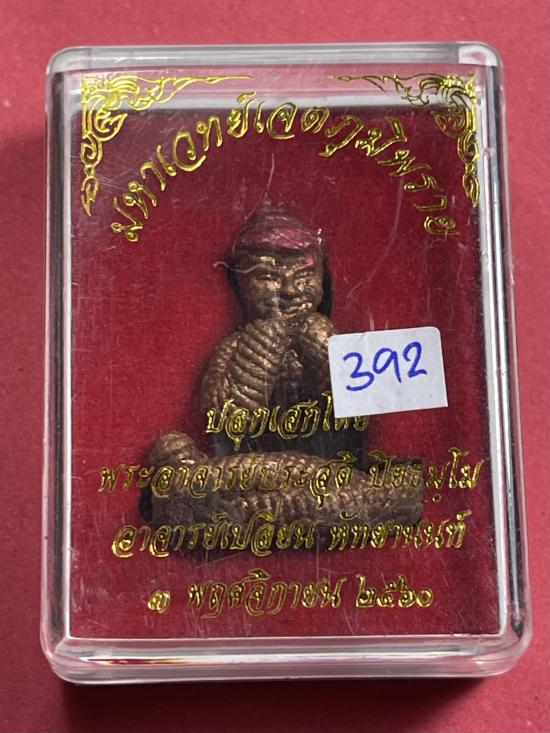 มหาเวทย์เจตภูมิพราย
392
ปลุกเสกโดย
พระอาจารย์ประสูติ ปิยธมฺโม
อาจารย์เปลี่ยน หัทยานนท์
๓ พฤศจิกายน ๒๕๖๐